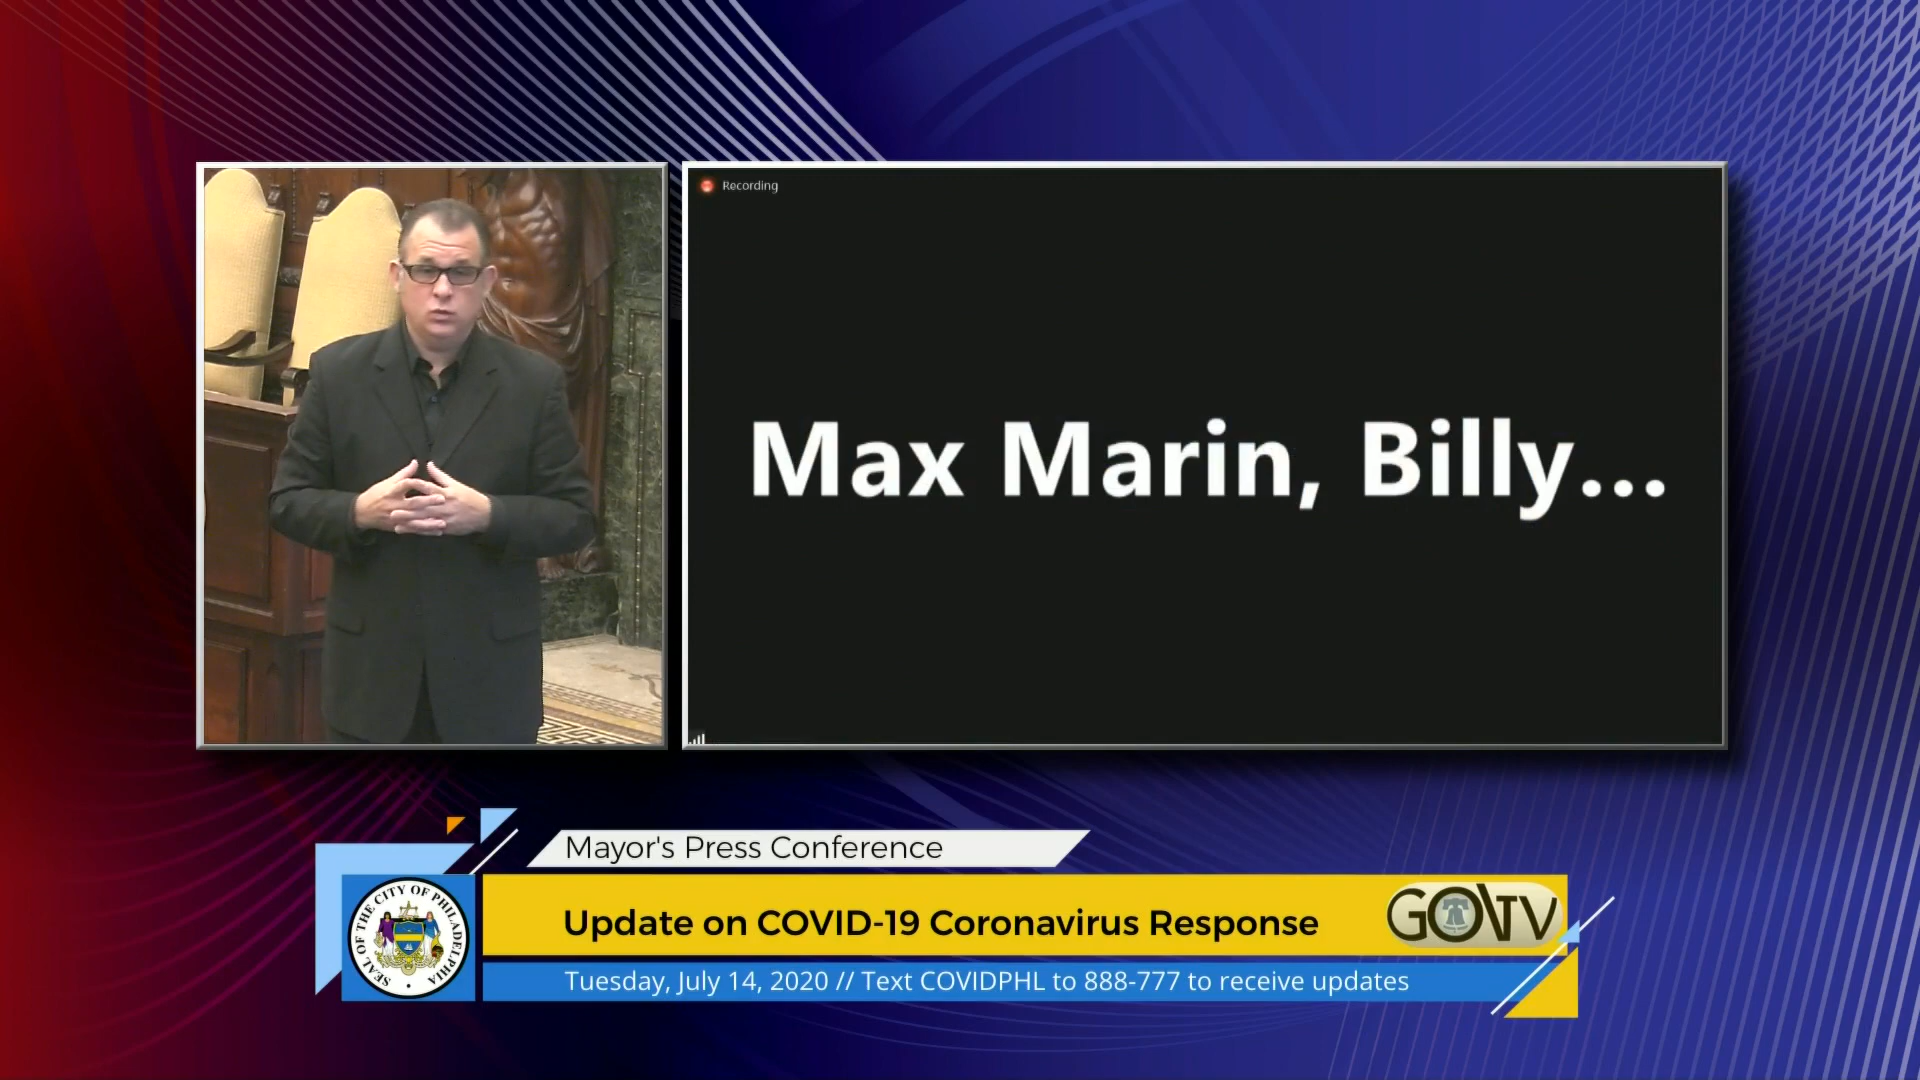 Recording
Max Marin, Billy...
Mayor's Press Conference
Update on COVID-19 Coronavirus Response
GOVTV
SEAL OF THE CITY OF PHILADELPHIA
Tuesday, July 14, 2020 // Text COVIDPHL to 888-777 to receive updates